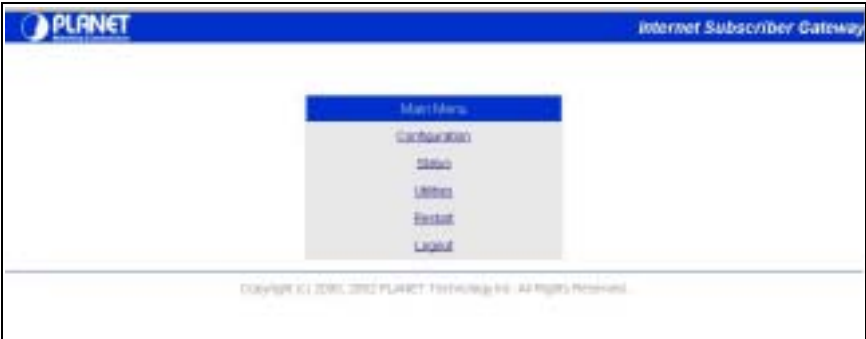 PLANET
Internet Subscriber Gateway
Main Menu
Configuration
Status
Utilities
Restart
Logout
Copyright (C) 2002 PLANET Technology Inc. All Rights Reserved.